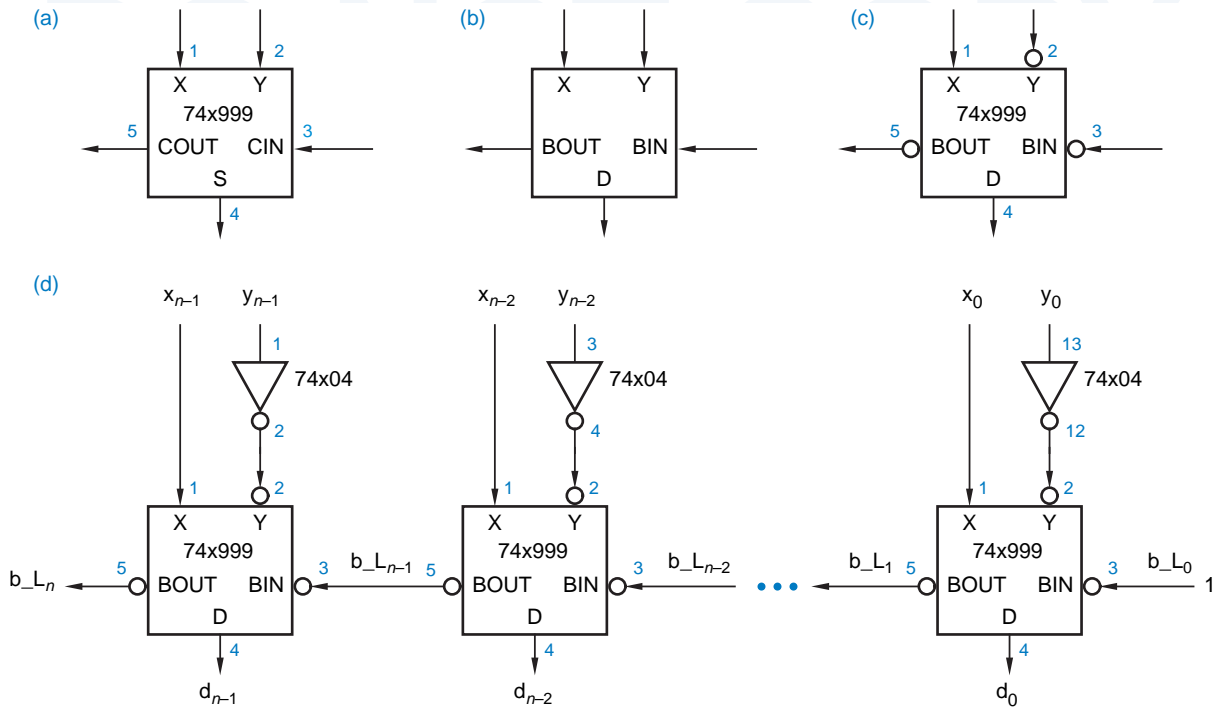 (a)
(b)
(c)
1 2
1 2
X Y
X Y
X Y
74x999
74x999
5 3
5 3
COUT CIN
BOUT BIN
BOUT BIN
S
D
D
4
4
(d)
xn–1 yn–1
xn–2 yn–2
x0 y0
1
3
13
74x04
74x04
74x04
2
4
12
1 2
1 2
1 2
X Y
X Y
X Y
74x999
74x999
74x999
b_Ln 5 BOUT BIN 3 b_Ln–1 5 BOUT BIN 3 b_Ln–2 b_L1 5 BOUT BIN 3 b_L0 1
D
D
D
4
4
4
dn–1
dn–2
d0